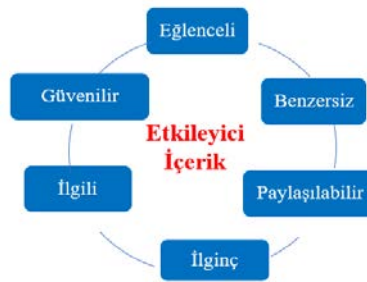 Eğlenceli
Güvenilir
Benzersiz
Etkileyici
İçerik
İlgili
Paylaşılabilir
İlginç